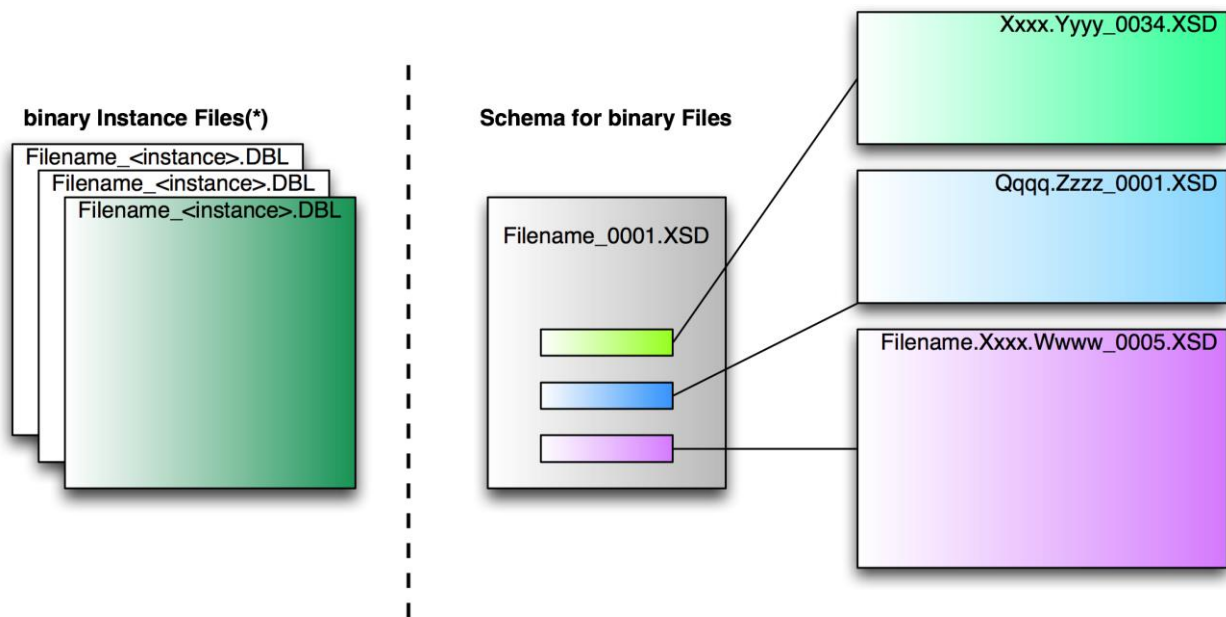 binary Instance Files(*)
Filename_<instance>.DBL
Filename_<instance>.DBL
Filename_<instance>.DBL
Schema for binary Files
Filename_0001.XSD
Xxxx.Yyyy_0034.XSD
Qqqq.Zzzz_0001.XSD
Filename.Xxxx.Wwww_0005.XSD